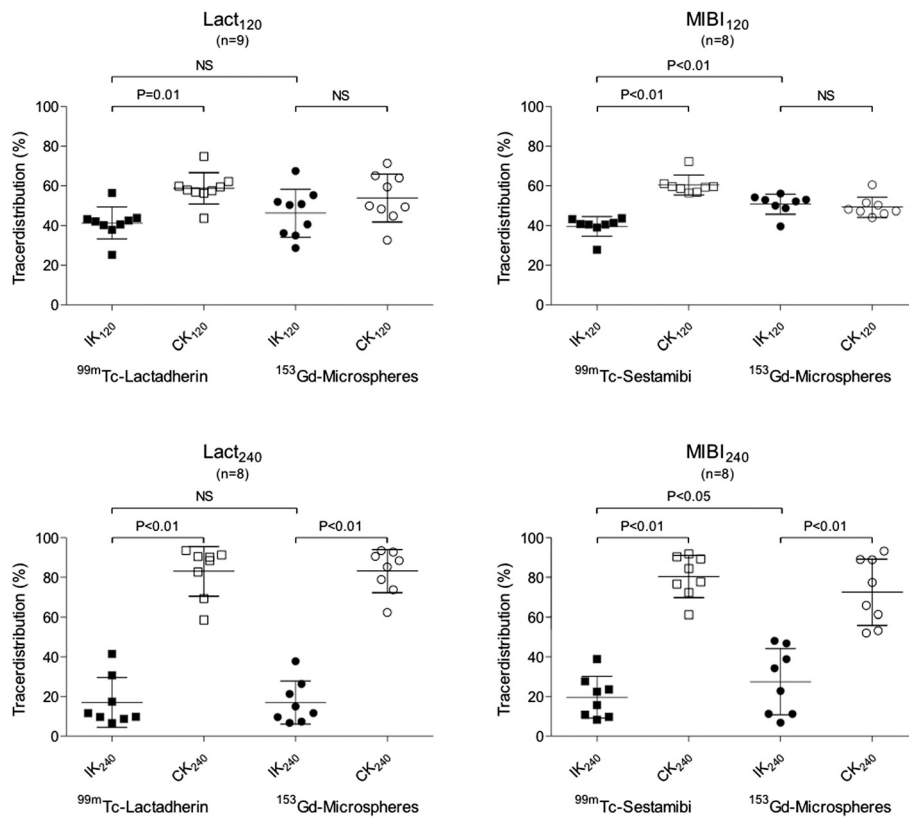 Lact120
(n=9)
NS
P=0.01
NS
100
80
60
40
20
0
Tracerdistribution (%)
IK120
CK120
IK120
CK120
99mTc-Lactadherin
153Gd-Microspheres
MIBI120
(n=8)
P<0.01
P<0.01
NS
100
80
60
40
20
0
Tracerdistribution (%)
IK120
CK120
IK120
CK120
99mTc-Sestamibi
153Gd-Microspheres
Lact240
(n=8)
NS
P<0.01
P<0.01
100
80
60
40
20
0
Tracerdistribution (%)
IK240
CK240
IK240
CK240
99mTc-Lactadherin
153Gd-Microspheres
MIBI240
(n=8)
P<0.05
P<0.01
P<0.01
100
80
60
40
20
0
Tracerdistribution (%)
IK240
CK240
IK240
CK240
99mTc-Sestamibi
153Gd-Microspheres